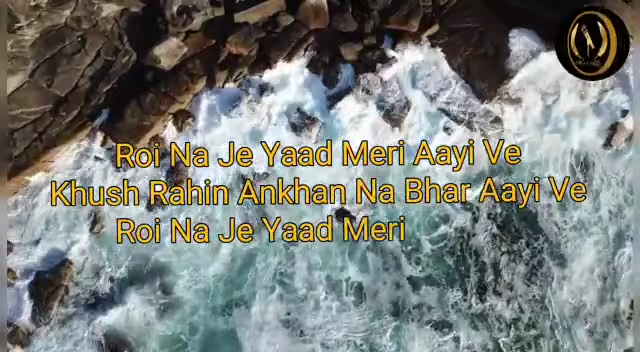 Roi Na Je Yaad Meri Aayi Ve
Khush Rahin Ankhan Na Bhar Aayi Ve
Roi Na Je Yaad Meri